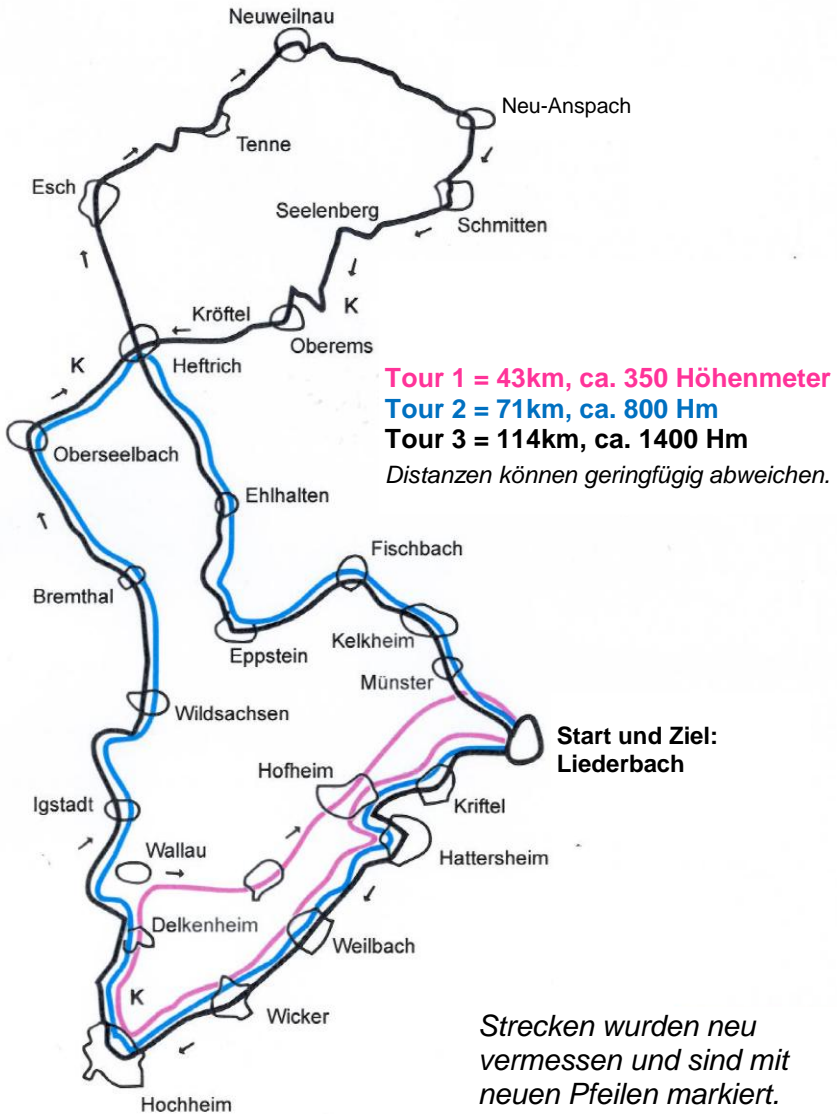 Neuweilnau
Neu-Anspach
Tenne
Esch
Seelenberg
Schmitten
Kröftel
K
Oberems
K
Heftrich
Tour 1 = 43km, ca. 350 Höhenmeter
Tour 2 = 71km, ca. 800 Hm
Tour 3 = 114km, ca. 1400 Hm
Distanzen können geringfügig abweichen.
Oberseelbach
Ehlhalten
Fischbach
Bremthal
Eppstein
Kelkheim
Münster
Wildsachsen
Start und Ziel:
Liederbach
Hofheim
Igstadt
Kriftel
Wallau
Hattersheim
Delkenheim
Weilbach
K
Wicker
Strecken wurden neu
vermessen und sind mit
neuen Pfeilen markiert.
Hochheim